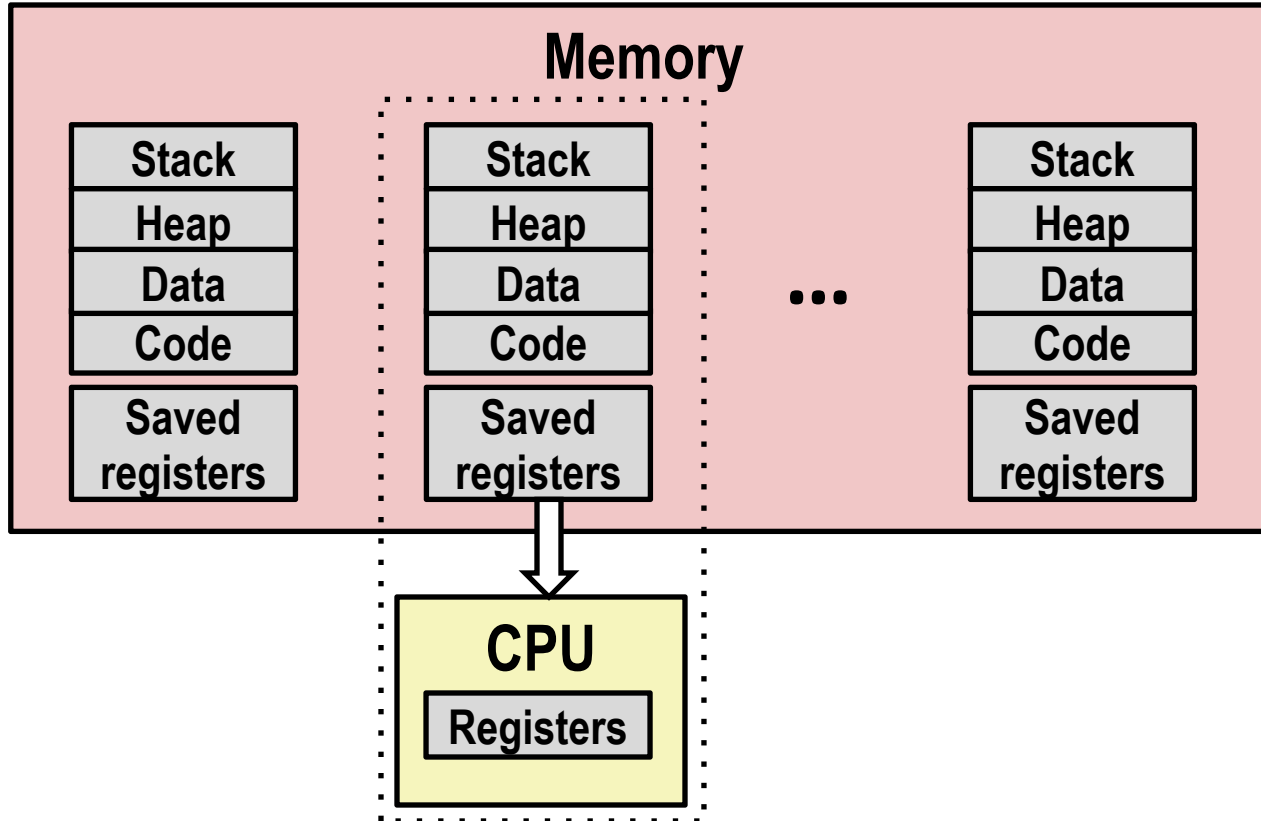 Memory
Stack
Heap
Data
Code
Saved
registers
Stack
Heap
Data
Code
Saved
registers
...
Stack
Heap
Data
Code
Saved
registers
CPU
Registers